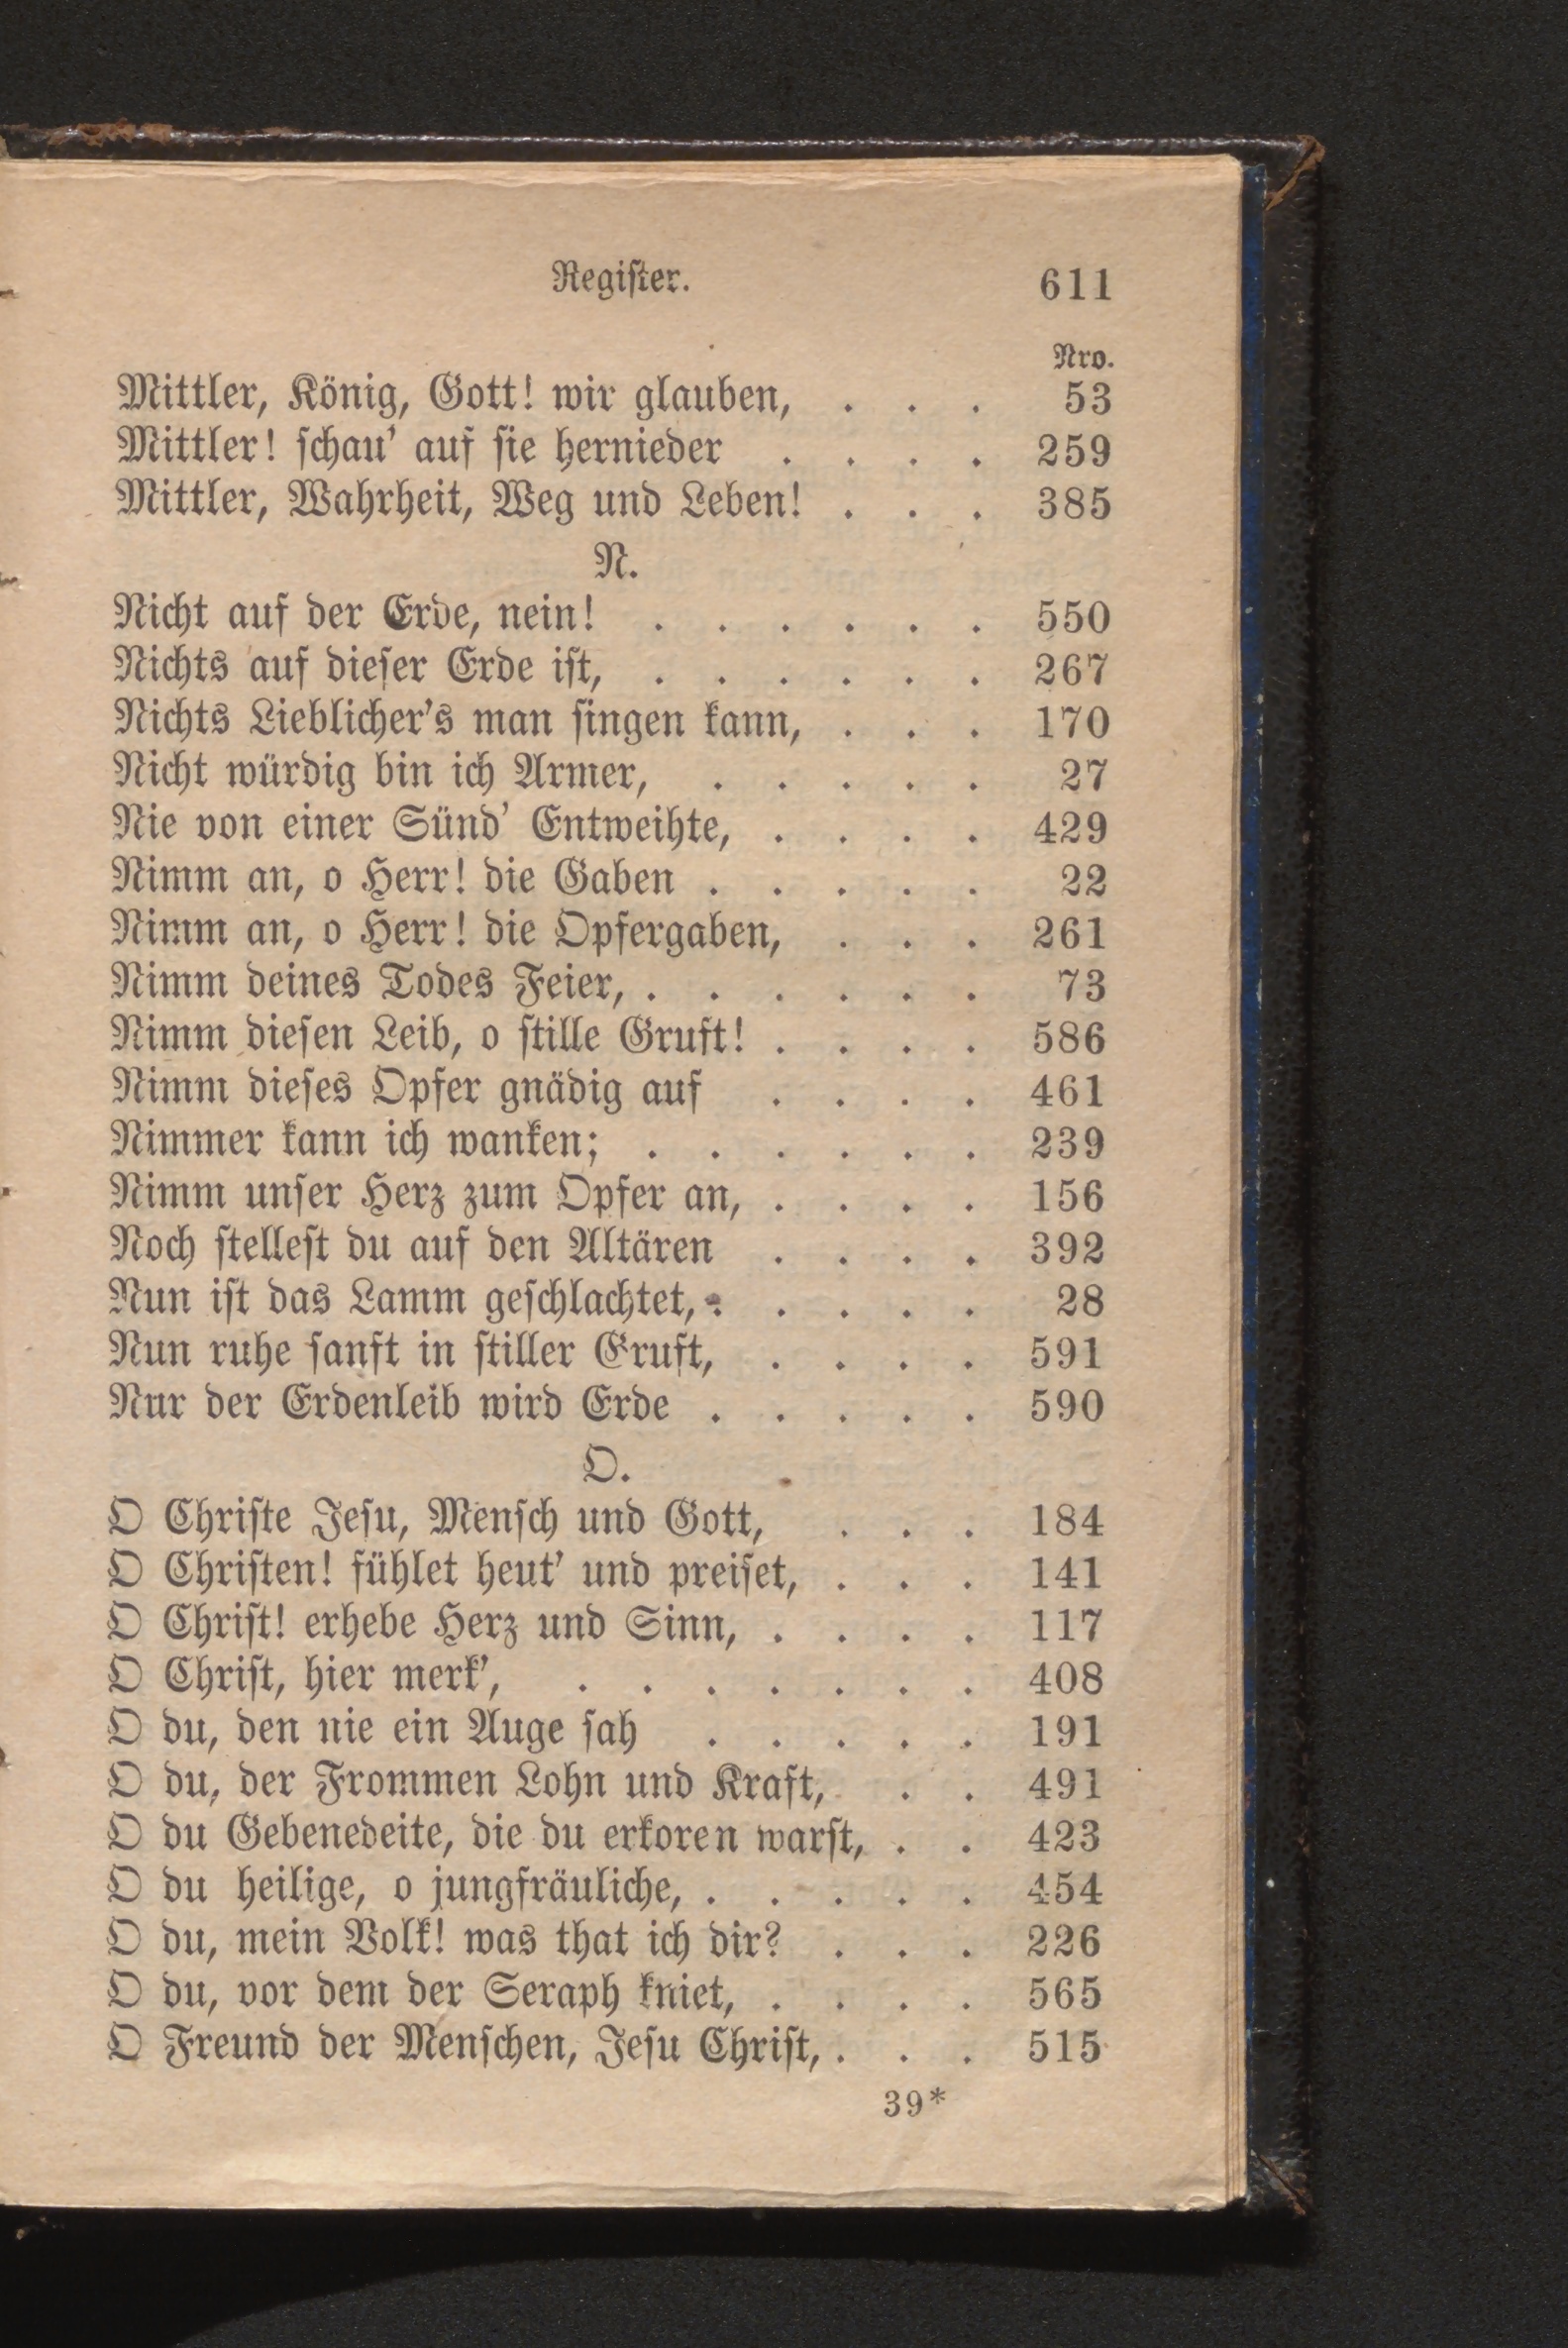 Regiſter. 611
Nro.
Mittler, König, Gott! wir glauben, . . . 53
Mittler! ſchau' auf ſie hernieder . . . . 259
Mittler, Wahrheit, Weg und Leben! . . . 385
N.
Nicht auf der Erde, nein! . . . . . . 550
Nichts auf dieſer Erde iſt, . . . . . . 267
Nichts Lieblicher's man ſingen kann, . . . 170
Nicht würdig bin ich Armer, . . . . . 27
Nie von einer Sünd' Entweihte, . . . . 429
Nimm an, o Herr! die Gaben . . . . . 22
Nimm an, o Herr! die Opfergaben, . . . 261
Nimm deines Todes Feier, . . . . . . 73
Nimm dieſen Leib, o ſtille Gruft! . . . . 586
Nimm dieſes Opfer gnädig auf . . . . 461
Nimmer kann ich wanken; . . . . . . 239
Nimm unſer Herz zum Opfer an, . . . . 156
Noch ſtelleſt du auf den Altären . . . . 392
Nun iſt das Lamm geſchlachtet, . . . . . 28
Nun ruhe ſanft in ſtiller Gruft, . . . . 591
Nur der Erdenleib wird Erde . . . . . 590
O.
O Chriſte Jeſu, Menſch und Gott, . . . 184
O Chriſten! fühlet heut' und preiſet, . . . 141
O Chriſt! erhebe Herz und Sinn, . . . . 117
O Chriſt, hier merk', . . . . . . . 408
O du, den nie ein Auge ſah . . . . . 191
O du, der Frommen Lohn und Kraft, . . 491
O du Gebenedeite, die du erkoren warſt, . . 423
O du heilige, o jungfräuliche, . . . . . 454
O du, mein Volk! was that ich dir? . . . 226
O du, vor dem der Seraph kniet, . . . . 565
O Freund der Menſchen, Jeſu Chriſt, . . . 515
39*